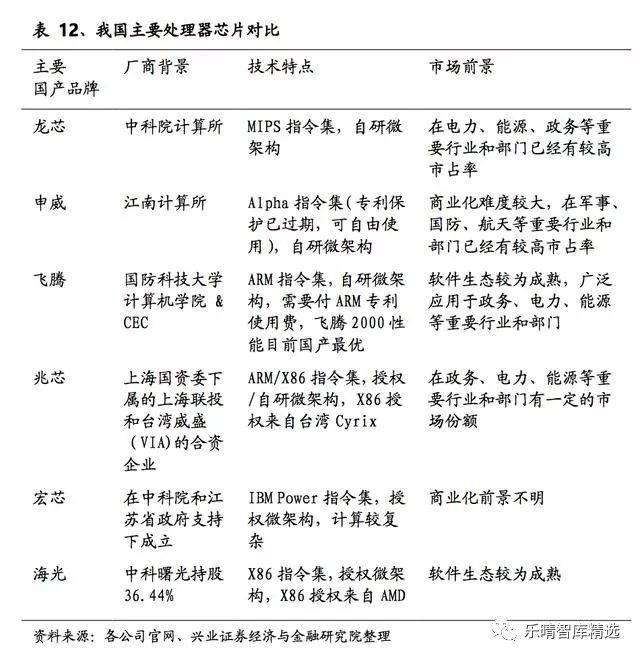 表 12、我国主要处理器芯片对比
主要
国产品牌
厂商背景
技术特点
市场前景
龙芯
中科院计算所
MIPS 指令集，自研微
架构
在电力、能源、政务等重
要行业和部门已经有较高
市占率
申威
江南计算所
Alpha 指令集(专利保
护已过期，可自由使
用)，自研微架构
商业化难度较大，在军事、
国防、航天等重要行业和
部门已经有较高市占率
飞腾
国防科技大学
计算机学院 &
CEC
ARM 指令集，自研微架
构，需要付 ARM 专利
使用费，飞腾 2000 性
能目前国产最优
软件生态较为成熟，广泛
应用于政务、电力、能源
等重要行业和部门
兆芯
上海国资委下
属的上海联投
和台湾威盛
(VIA)的合资
企业
ARM/X86 指令集，授权
/自研微架构，X86 授
权来自台湾 Cyrix
在政务、电力、能源等重
要行业和部门有一定的市
场份额
宏芯
在中科院和江
苏省政府支持
下成立
IBM Power 指令集，授
权微架构，计算较复
杂
商业化前景不明
海光
中科曙光持股
36.44%
X86 指令集，授权微架
构，X86 授权来自 AMD
软件生态较为成熟
资料来源：各公司官网、兴业证券经济与金融研究院整理
乐晴智库精选